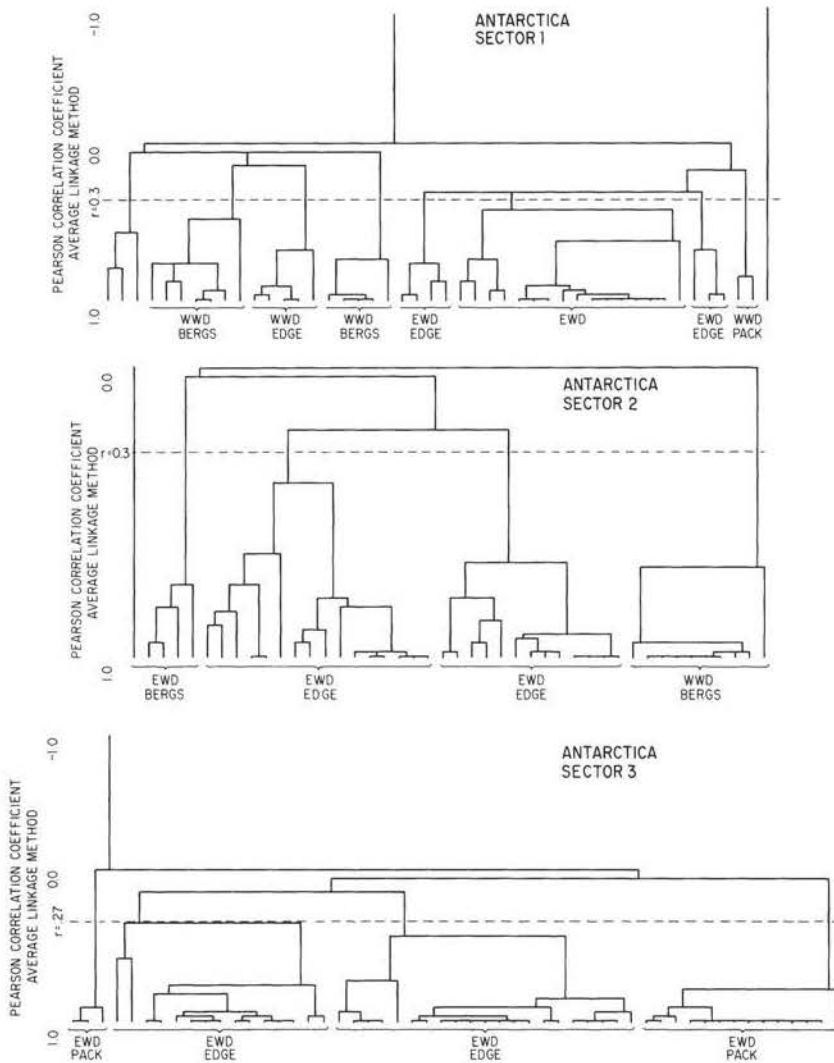 ANTARCTICA
SECTOR 1
PEARSON CORRELATION COEFFICIENT
AVERAGE LINKAGE METHOD
-1.0
0.0
r=0.3
1.0
WWD
BERGS
WWD
EDGE
WWD
BERGS
EWD
EDGE
EWD
EWD
EDGE
WWD
PACK
ANTARCTICA
SECTOR 2
PEARSON CORRELATION COEFFICIENT
AVERAGE LINKAGE METHOD
0.0
r=0.3
1.0
EWD
BERGS
EWD
EDGE
EWD
EDGE
WWD
BERGS
ANTARCTICA
SECTOR 3
PEARSON CORRELATION COEFFICIENT
AVERAGE LINKAGE METHOD
-1.0
0.0
r=.27
1.0
EWD
PACK
EWD
EDGE
EWD
EDGE
EWD
PACK